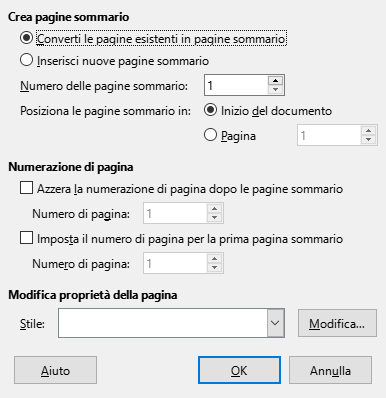 Crea pagine sommario
Converti le pagine esistenti in pagine sommario
Inserisci nuove pagine sommario
Numero delle pagine sommario: 1
Posiziona le pagine sommario in: Inizio del documento
Pagina 1
Numerazione di pagina
Azzera la numerazione di pagina dopo le pagine sommario
Numero di pagina: 1
Imposta il numero di pagina per la prima pagina sommario
Numero di pagina: 1
Modifica proprietà della pagina
Stile: Modifica...
Aiuto OK Annulla